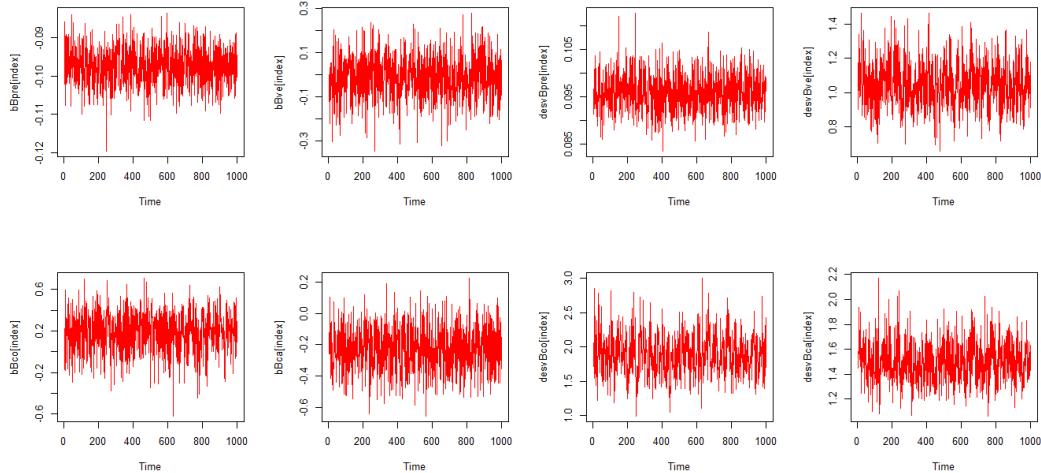 bBpre[index]
-0.09
-0.10
-0.11
-0.12
0 200 400 600 800 1000
Time
bBve[index]
0.3
0.1
-0.1
-0.3
0 200 400 600 800 1000
Time
desvBpre[index]
0.105
0.095
0.085
0 200 400 600 800 1000
Time
desvBve[index]
1.4
1.2
1.0
0.8
0 200 400 600 800 1000
Time
bBco[index]
0.6
0.2
-0.2
-0.6
0 200 400 600 800 1000
Time
bBca[index]
0.2
0.0
-0.2
-0.4
-0.6
0 200 400 600 800 1000
Time
desvBco[index]
3.0
2.5
2.0
1.5
1.0
0 200 400 600 800 1000
Time
desvBca[index]
2.2
2.0
1.8
1.6
1.4
1.2
0 200 400 600 800 1000
Time